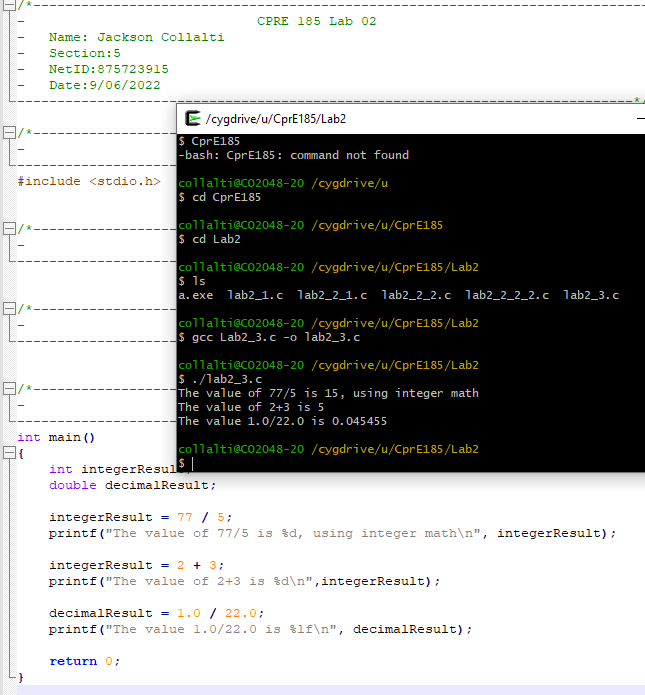 /*-----------------------------------------------------------------------------
-                             CPRE 185 Lab 02
-   Name: Jackson Collalti
-   Section:5
-   NetID:875723915
-   Date:9/06/2022
-----------------------------------------------------------------------------*/
/*--------------------
-
--------------------
#include <stdio.h>
/*--------------------
-
--------------------
/*--------------------
-
--------------------
/*--------------------
-
--------------------
int main()
{
    int integerResul
    double decimalResult;
    integerResult = 77 / 5;
    printf("The value of 77/5 is %d, using integer math\n", integerResult);
    integerResult = 2 + 3;
    printf("The value of 2+3 is %d\n",integerResult);
    decimalResult = 1.0 / 22.0;
    printf("The value 1.0/22.0 is %lf\n", decimalResult);
    return 0;
}
/cygdrive/u/CprE185/Lab2
$ CprE185
-bash: CprE185: command not found
collalti@CO2048-20 /cygdrive/u
$ cd CprE185
collalti@CO2048-20 /cygdrive/u/CprE185
$ cd Lab2
collalti@CO2048-20 /cygdrive/u/CprE185/Lab2
$ ls
a.exe  lab2_1.c  lab2_2_1.c  lab2_2_2.c  lab2_2_2_2.c  lab2_3.c
collalti@CO2048-20 /cygdrive/u/CprE185/Lab2
$ gcc Lab2_3.c -o lab2_3.c
collalti@CO2048-20 /cygdrive/u/CprE185/Lab2
$ ./lab2_3.c
The value of 77/5 is 15, using integer math
The value of 2+3 is 5
The value 1.0/22.0 is 0.045455
collalti@CO2048-20 /cygdrive/u/CprE185/Lab2
$